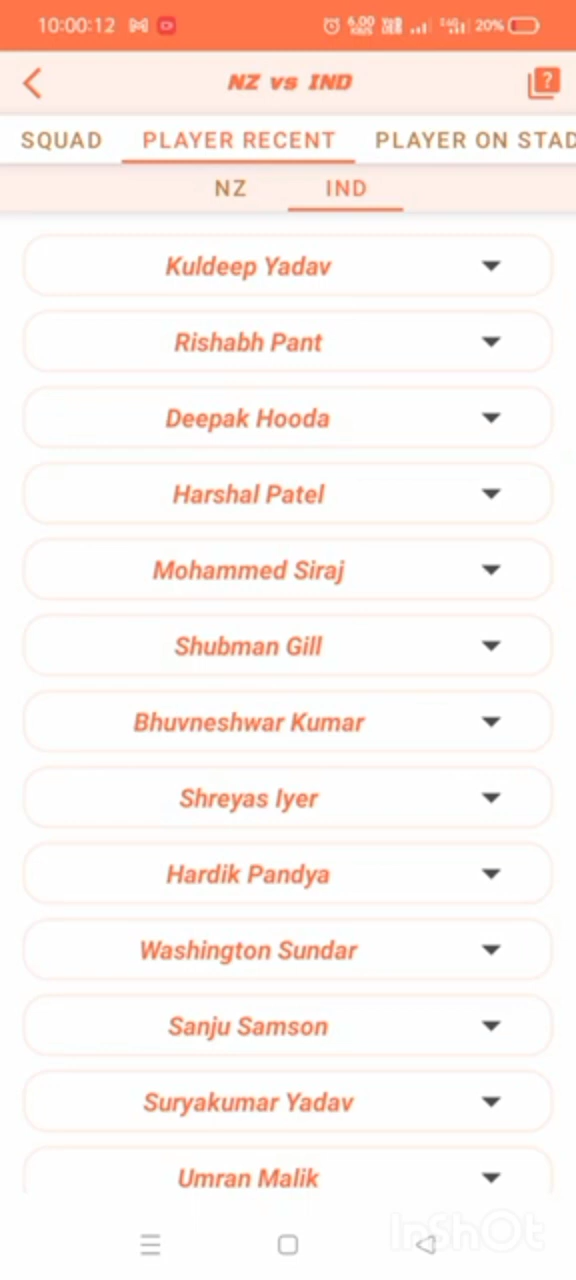 10:00:12 20%
NZ vs IND
SQUAD PLAYER RECENT PLAYER ON STAD
NZ IND
Kuldeep Yadav
Rishabh Pant
Deepak Hooda
Harshal Patel
Mohammed Siraj
Shubman Gill
Bhuvneshwar Kumar
Shreyas Iyer
Hardik Pandya
Washington Sundar
Sanju Samson
Suryakumar Yadav
Umran Malik
InShOt